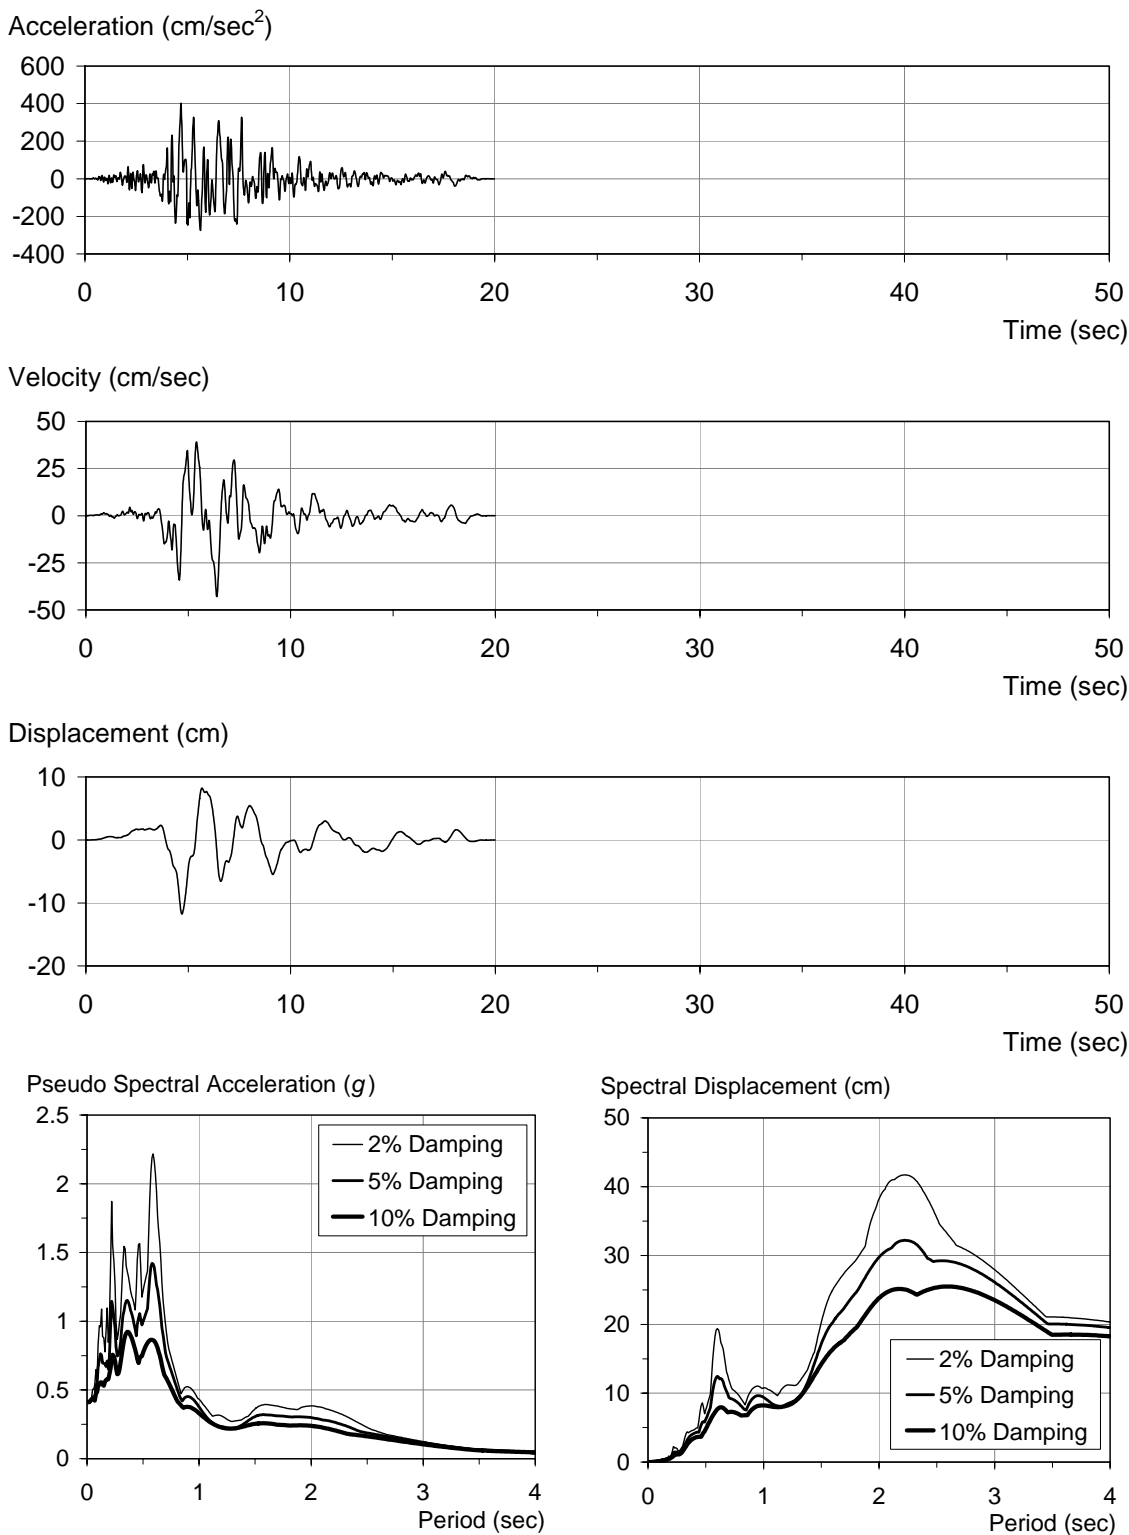 Acceleration (cm/sec2)
600
400
200
0
-200
-400
0 10 20 30 40 50
Time (sec)
Velocity (cm/sec)
50
25
0
-25
-50
0 10 20 30 40 50
Time (sec)
Displacement (cm)
10
0
-10
-20
0 10 20 30 40 50
Time (sec)
Pseudo Spectral Acceleration (g)
2.5
2
1.5
1
0.5
0
2% Damping
5% Damping
10% Damping
0 1 2 3 4
Period (sec)
Spectral Displacement (cm)
50
40
30
20
10
0
2% Damping
5% Damping
10% Damping
0 1 2 3 4
Period (sec)